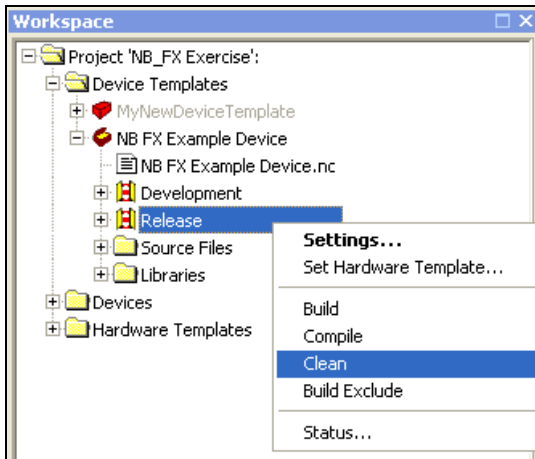 Workspace
Project 'NB_FX Exercise':
Device Templates
MyNewDeviceTemplate
NB FX Example Device
NB FX Example Device.nc
Development
Release
Source Files
Libraries
Devices
Hardware Templates
Settings...
Set Hardware Template...
Build
Compile
Clean
Build Exclude
Status...